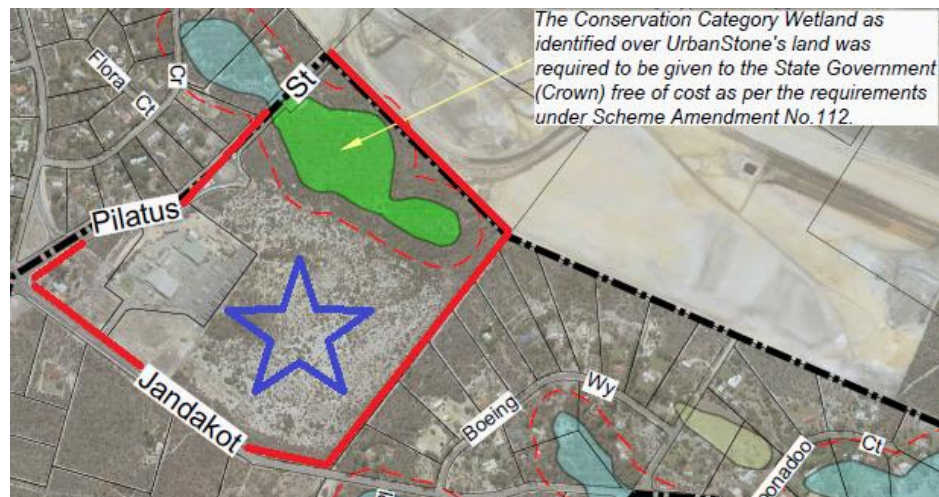 The Conservation Category Wetland as
identified over UrbanStone's land was
required to be given to the State Government
(Crown) free of cost as per the requirements
under Scheme Amendment No.112.
Flora Ct
Cr
St
Pilatus
Jandakot
Boeing
Wy
onadoo
Ct